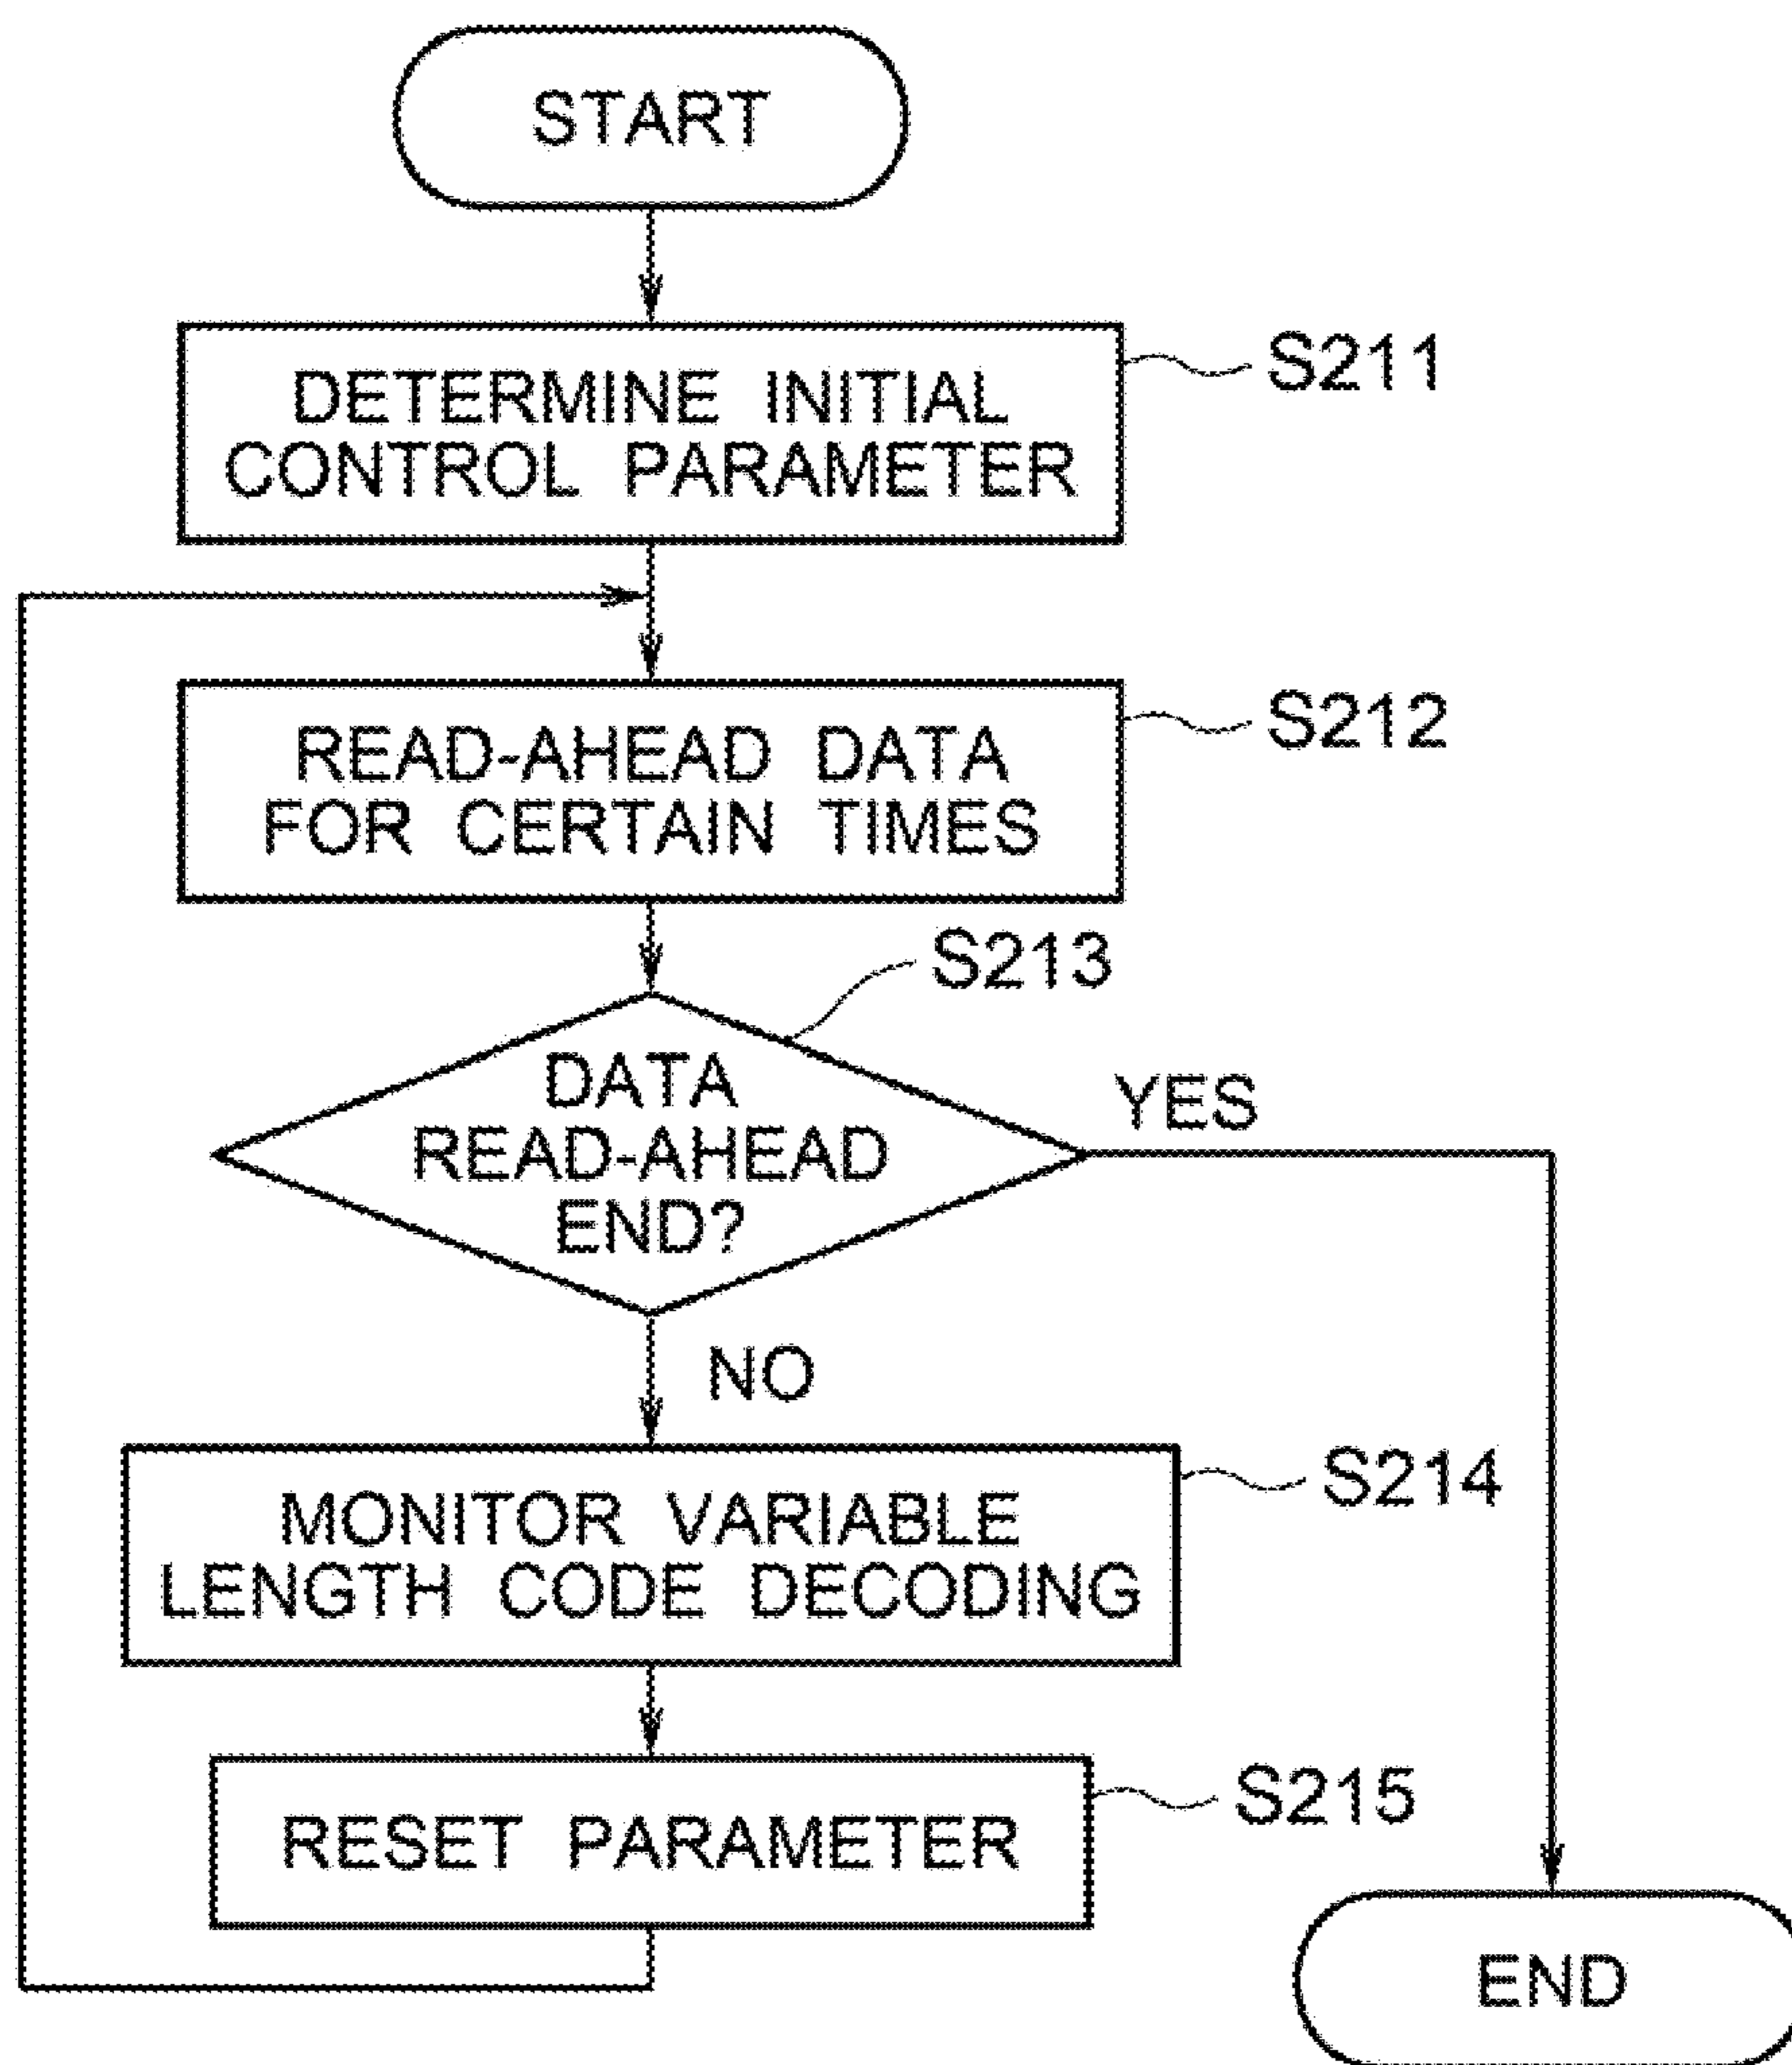 START
DETERMINE INITIAL
CONTROL PARAMETER
S211
READ-AHEAD DATA
FOR CERTAIN TIMES
S212
S213
DATA
READ-AHEAD
END?
YES
NO
MONITOR VARIABLE
LENGTH CODE DECODING
S214
RESET PARAMETER
S215
END